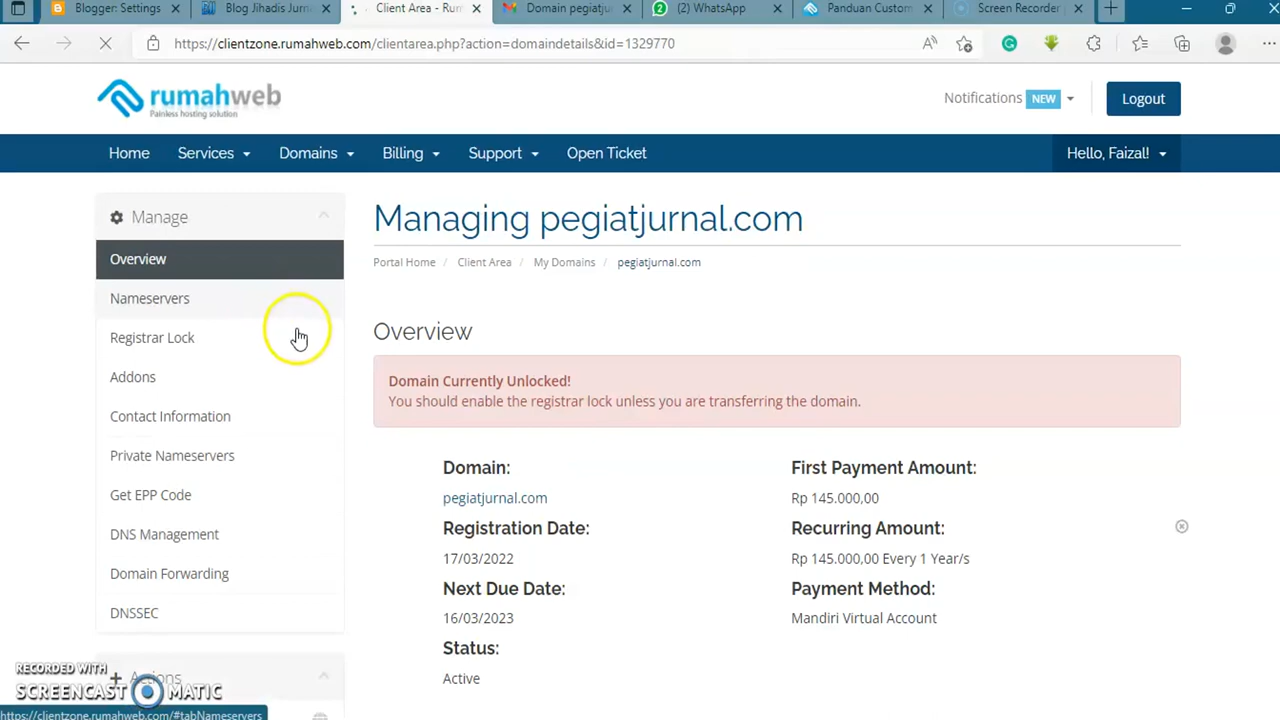 Blogger: Settings
Blog Jihadis Jurna
Client Area - Rum
Domain pegiatju
(2) WhatsApp
Panduan Custom
Screen Recorder
https://clientzone.rumahweb.com/clientarea.php?action=domaindetails&id=1329770
rumahweb
Painless hosting solution
Notifications NEW
Logout
Home
Services
Domains
Billing
Support
Open Ticket
Hello, Faizal!
Manage
Overview
Nameservers
Registrar Lock
Addons
Contact Information
Private Nameservers
Get EPP Code
DNS Management
Domain Forwarding
DNSSEC
Actions
Managing pegiatjurnal.com
Portal Home / Client Area / My Domains / pegiatjurnal.com
Overview
Domain Currently Unlocked!
You should enable the registrar lock unless you are transferring the domain.
Domain:
pegiatjurnal.com
Registration Date:
17/03/2022
Next Due Date:
16/03/2023
Status:
Active
First Payment Amount:
Rp 145.000,00
Recurring Amount:
Rp 145.000,00 Every 1 Year/s
Payment Method:
Mandiri Virtual Account
RECORDED WITH
SCREENCAST MATIC
https://clientzone.rumahweb.com/#tabNameservers